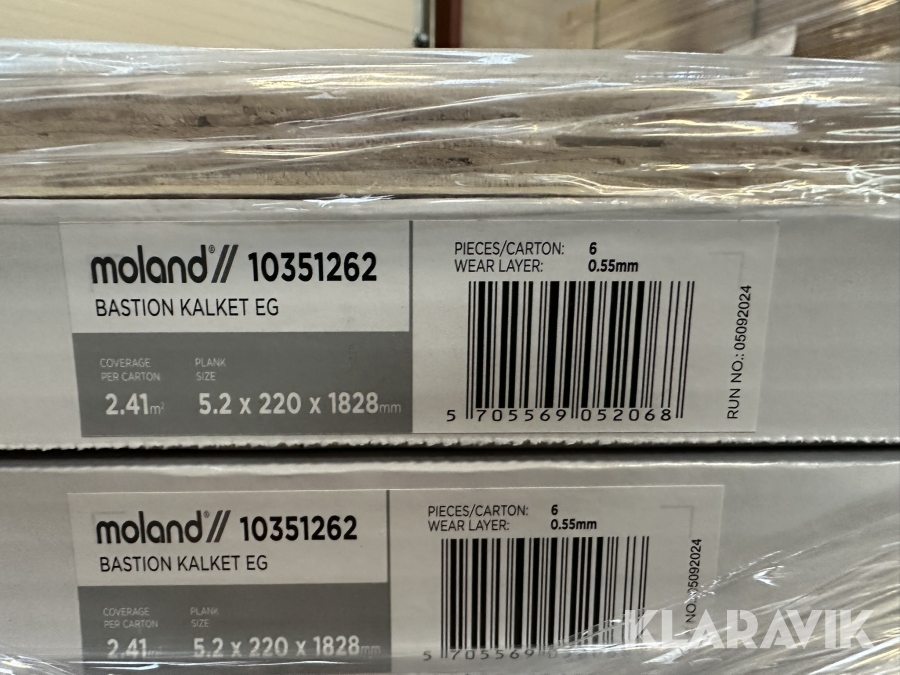 moland® // 10351262
BASTION KALKET EG
COVERAGE
PER CARTON
2.41m²
PLANK
SIZE
5.2 x 220 x 1828mm
PIECES/CARTON: 6
WEAR LAYER: 0.55mm
5 705569 052068
RUN NO.: 05092024
moland® // 10351262
BASTION KALKET EG
COVERAGE
PER CARTON
2.41m²
PLANK
SIZE
5.2 x 220 x 1828mm
PIECES/CARTON: 6
WEAR LAYER: 0.55mm
5 705569
NO.: 05092024
KLARAVIK